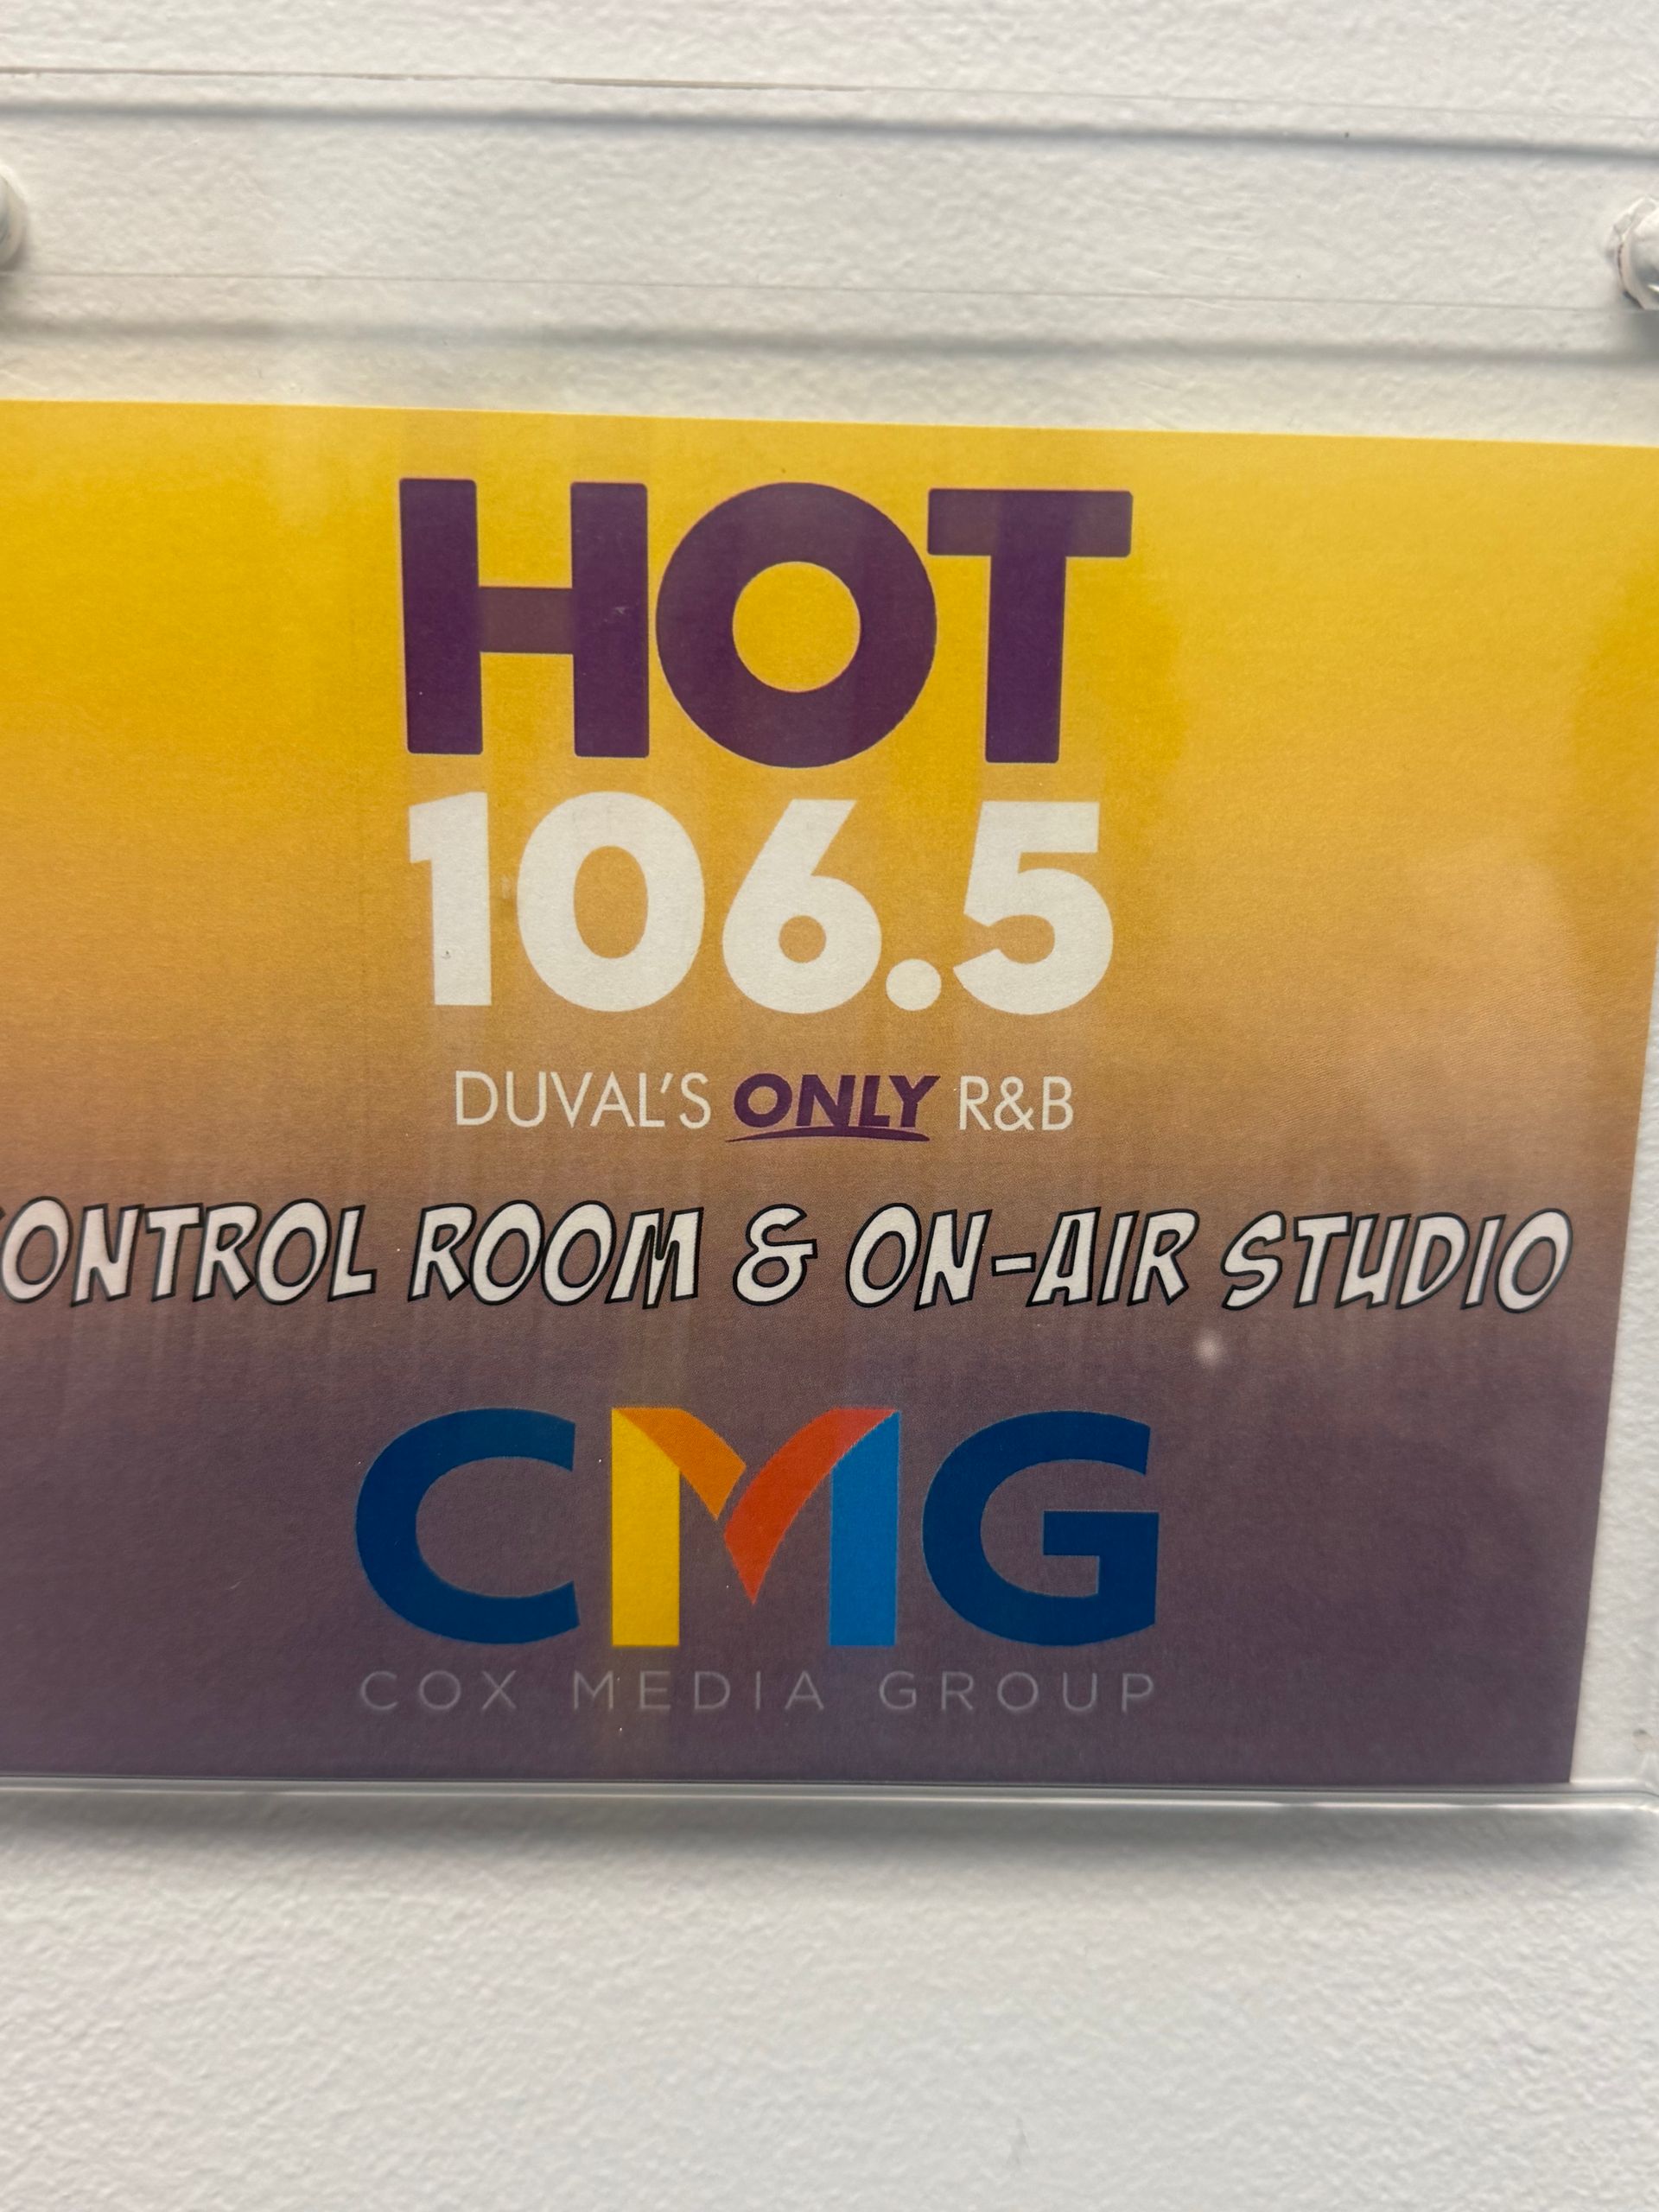 HOT
106.5
DUVAL'S ONLY R&B
ONTROL ROOM & ON-AIR STUDIO
CMG
COX MEDIA GROUP